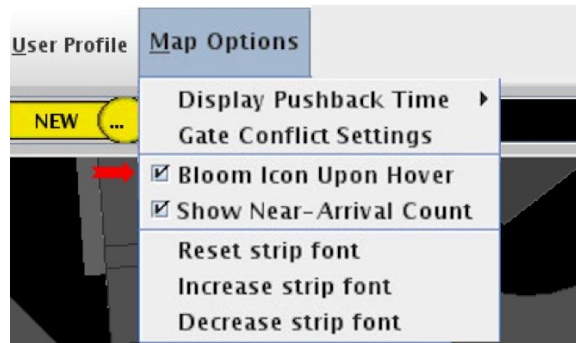 User Profile
Map Options
NEW
...
Display Pushback Time
Gate Conflict Settings
Bloom Icon Upon Hover
Show Near-Arrival Count
Reset strip font
Increase strip font
Decrease strip font